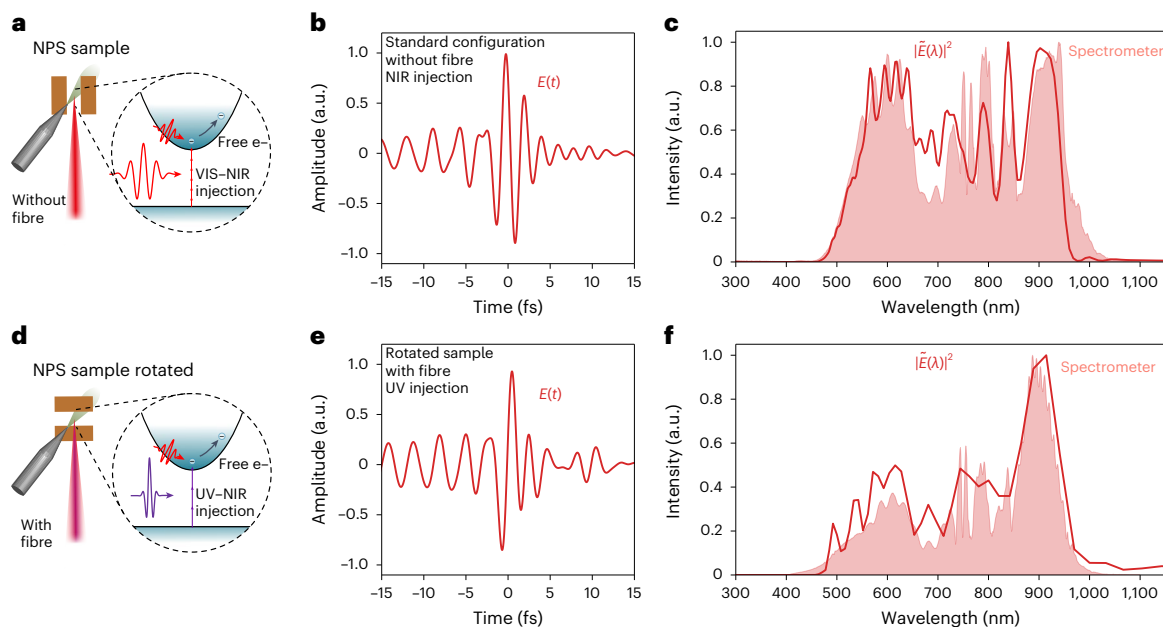 a
NPS sample
Free e–
VIS–NIR
injection
Without
fibre
b
Standard configuration
without fibre
NIR injection
E(t)
Amplitude (a.u.)
1.0
0.5
0
–0.5
–1.0
–15
–10
–5
0
5
10
15
Time (fs)
c
|Ẽ(λ)|²
Spectrometer
Intensity (a.u.)
1.0
0.8
0.6
0.4
0.2
0
300
400
500
600
700
800
900
1,000
1,100
Wavelength (nm)
d
NPS sample rotated
Free e–
UV–NIR
injection
With
fibre
e
Rotated sample
with fibre
UV injection
E(t)
Amplitude (a.u.)
1.0
0.5
0
–0.5
–1.0
–15
–10
–5
0
5
10
15
Time (fs)
f
|Ẽ(λ)|²
Spectrometer
Intensity (a.u.)
1.0
0.8
0.6
0.4
0.2
0
300
400
500
600
700
800
900
1,000
1,100
Wavelength (nm)